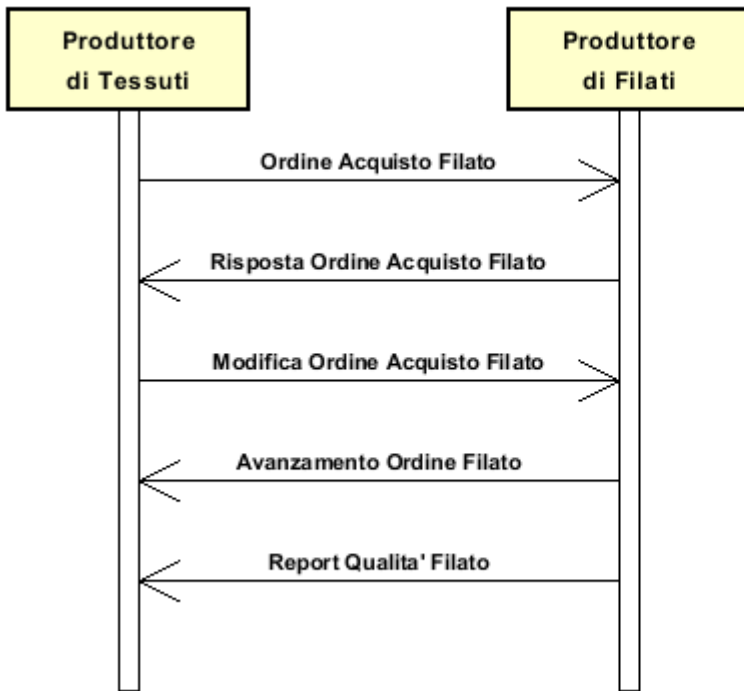 Produttore
di Tessuti
Produttore
di Filati
Ordine Acquisto Filato
Risposta Ordine Acquisto Filato
Modifica Ordine Acquisto Filato
Avanzamento Ordine Filato
Report Qualita' Filato